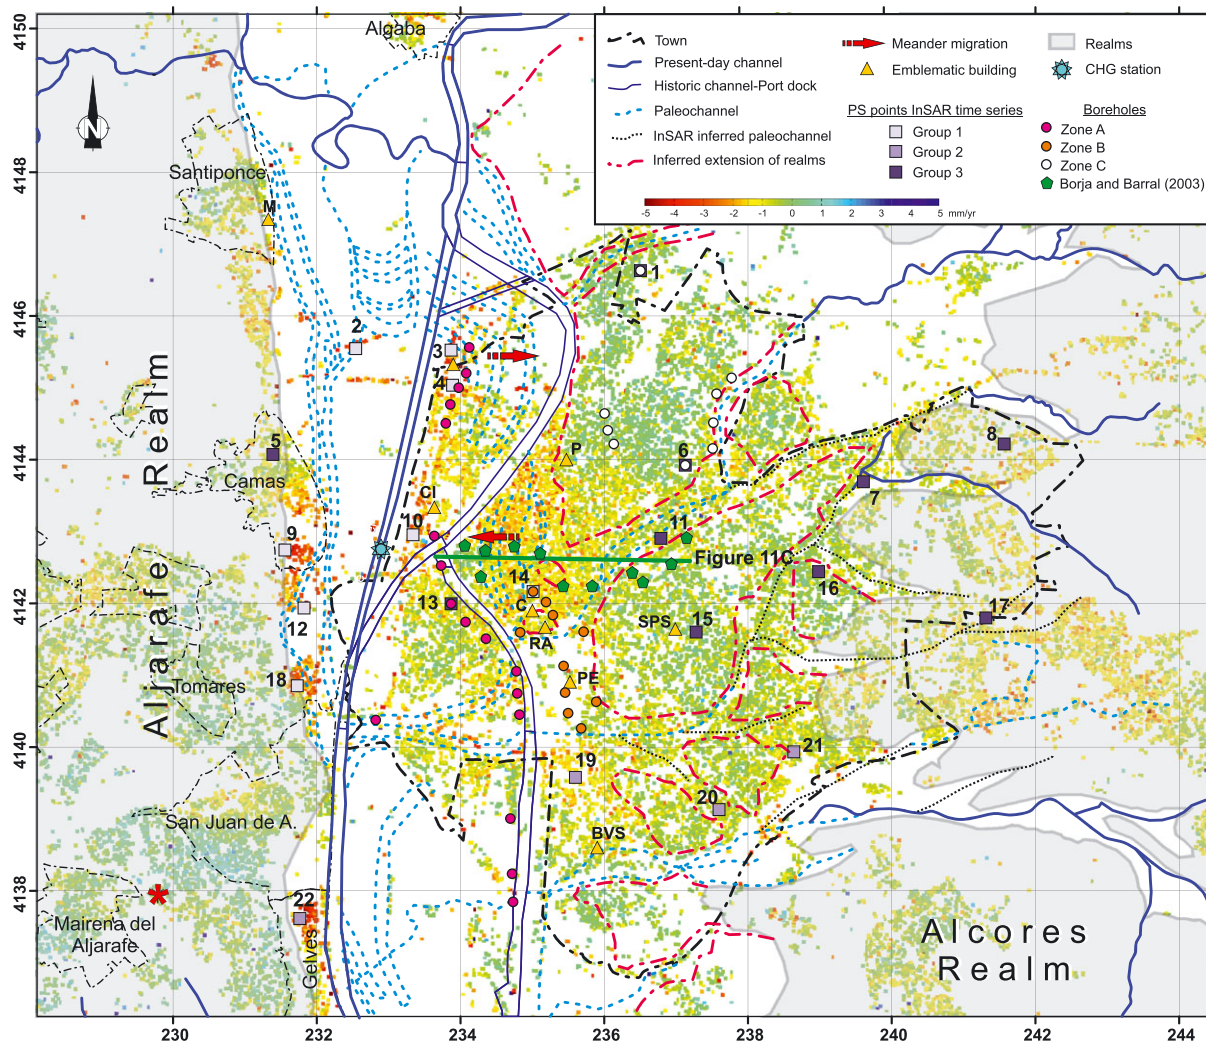 4150
4148
4146
4144
4142
4140
4138
230
232
234
236
238
240
242
244
N
Town
Present-day channel
Historic channel-Port dock
Paleochannel
InSAR inferred paleochannel
Inferred extension of realms
Meander migration
Emblematic building
Realms
CHG station
PS points InSAR time series
Group 1
Group 2
Group 3
Boreholes
Zone A
Zone B
Zone C
Borja and Barral (2003)
-5 -4 -3 -2 -1 0 1 2 3 4 5 mm/yr
Algaba
Santiponce
M
1
2
3
4
5
Camas
6
P
7
8
CI
9
10
11
Figure 11C
12
13
14
C
RA
SPS
15
16
17
18
Tomares
PE
19
20
21
San Juan de A.
BVS
22
Gelves
Mairena del
Aljarafe
Aljarafe Realm
Alcores
Realm